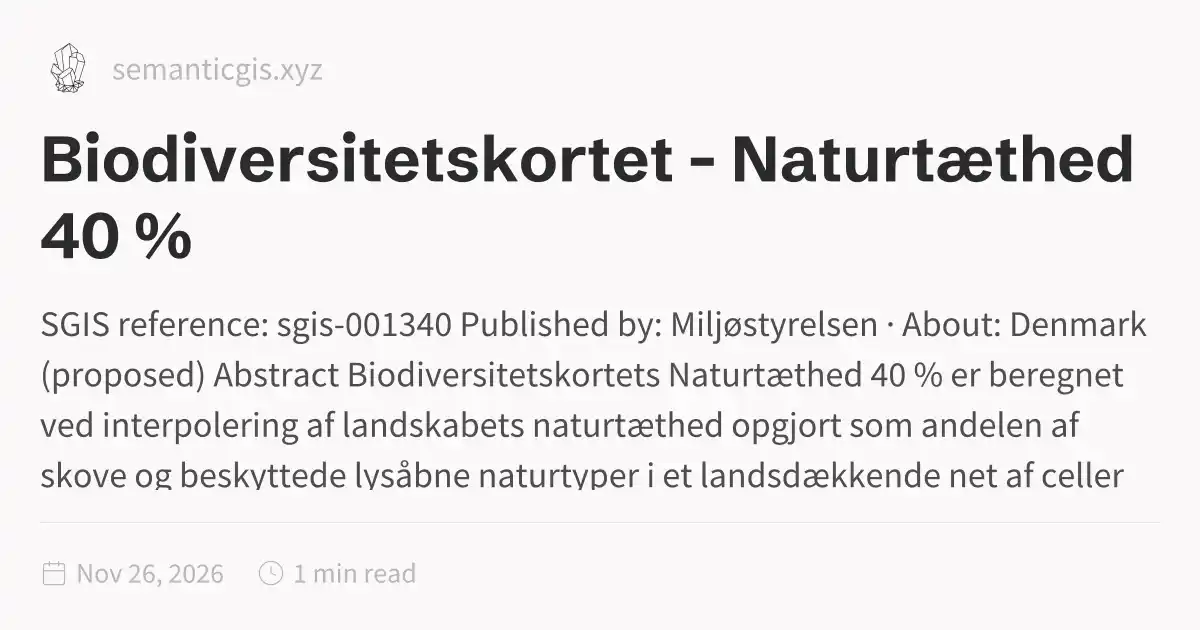 semanticgis.xyz
Biodiversitetskortet - Naturtæthed
40 %
SGIS reference: sgis-001340 Published by: Miljøstyrelsen · About: Denmark
(proposed) Abstract Biodiversitetskortets Naturtæthed 40 % er beregnet
ved interpolering af landskabets naturtæthed opgjort som andelen af
skove og beskyttede lysåbne naturtyper i et landsdækkende net af celler
Nov 26, 2026 1 min read